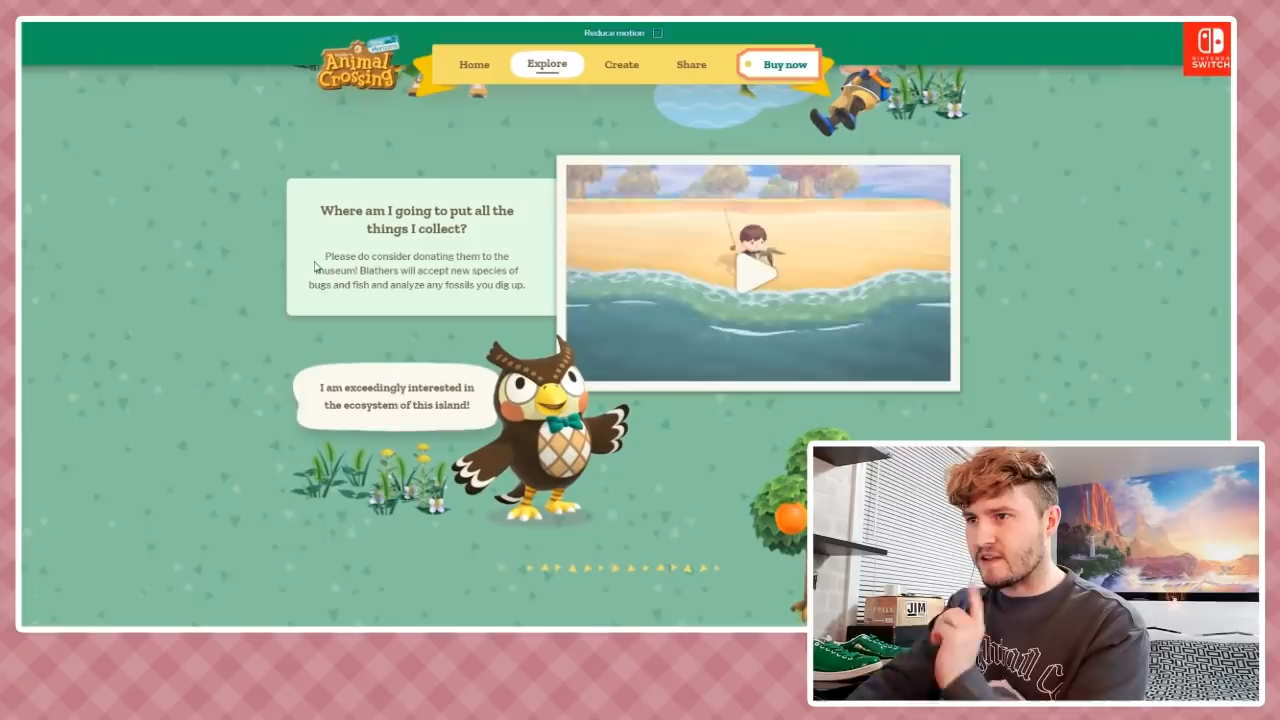 Reduce motion
Animal
Crossing
Home
Explore
Create
Share
Buy now
NINTENDO
SWITCH
Where am I going to put all the
things I collect?
Please do consider donating them to the
museum! Blathers will accept new species of
bugs and fish and analyze any fossils you dig up.
I am exceedingly interested in
the ecosystem of this island!
JIM